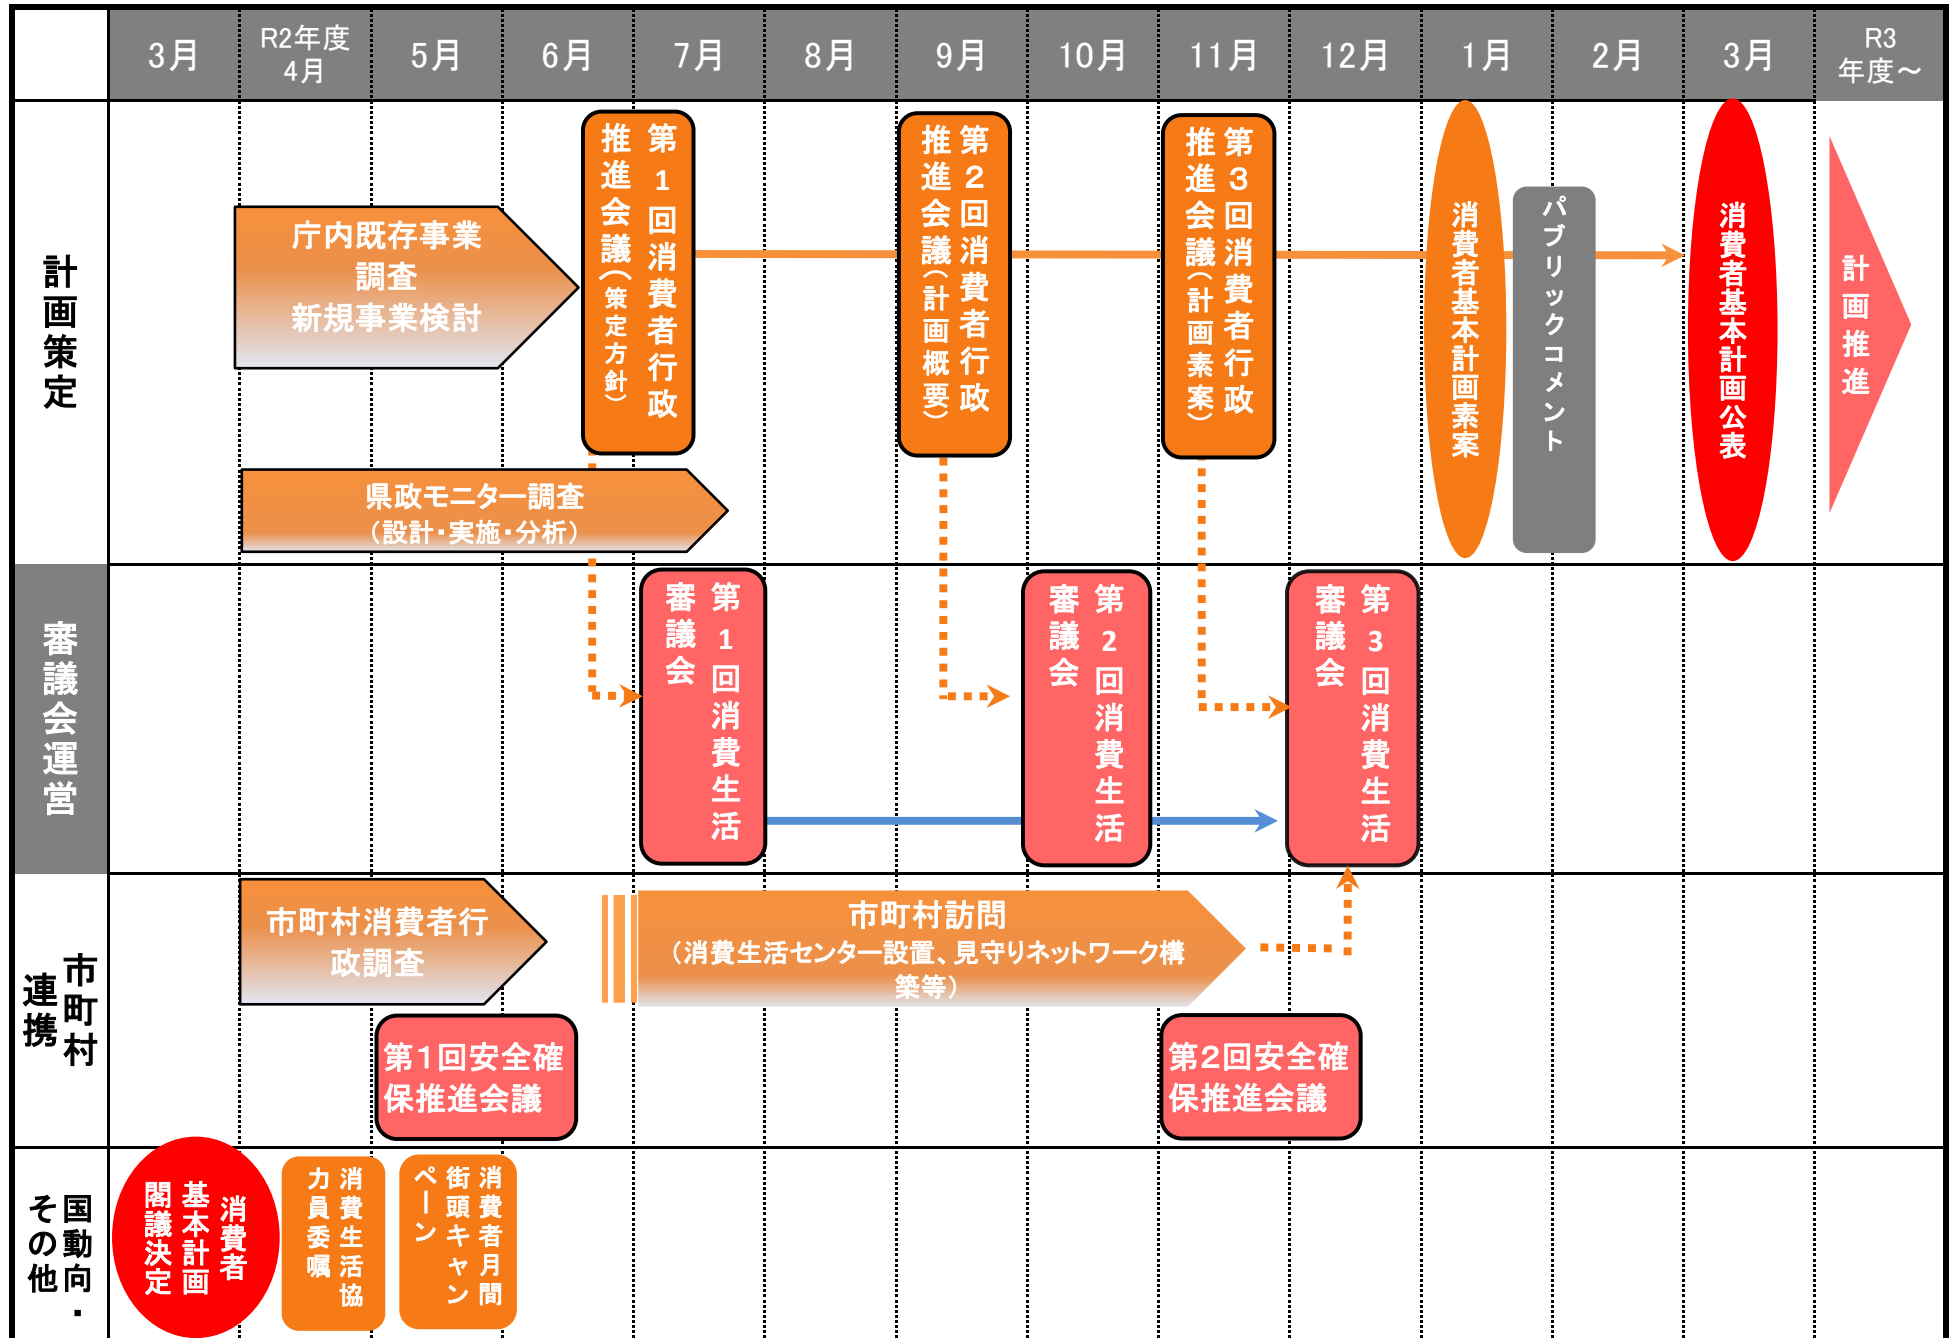 3月
R2年度
4月
5月
6月
7月
8月
9月
10月
11月
12月
1月
2月
3月
R3
年度～
計画策定
庁内既存事業
調査
新規事業検討
第1回消費者行政
推進会議（策定方針）
第2回消費者行政
推進会議（計画概要）
第3回消費者行政
推進会議（計画素案）
消費者基本計画素案
パブリックコメント
消費者基本計画公表
計画推進
県政モニター調査
（設計・実施・分析）
審議会運営
第1回消費生活
審議会
第2回消費生活
審議会
第3回消費生活
審議会
市町村
連携
市町村消費者行
政調査
市町村訪問
（消費生活センター設置、見守りネットワーク構
築等）
第1回安全確
保推進会議
第2回安全確
保推進会議
国動向・
その他
消費者
基本計画
閣議決定
消費生活協
力員委嘱
消費者月間
街頭キャン
ペーン